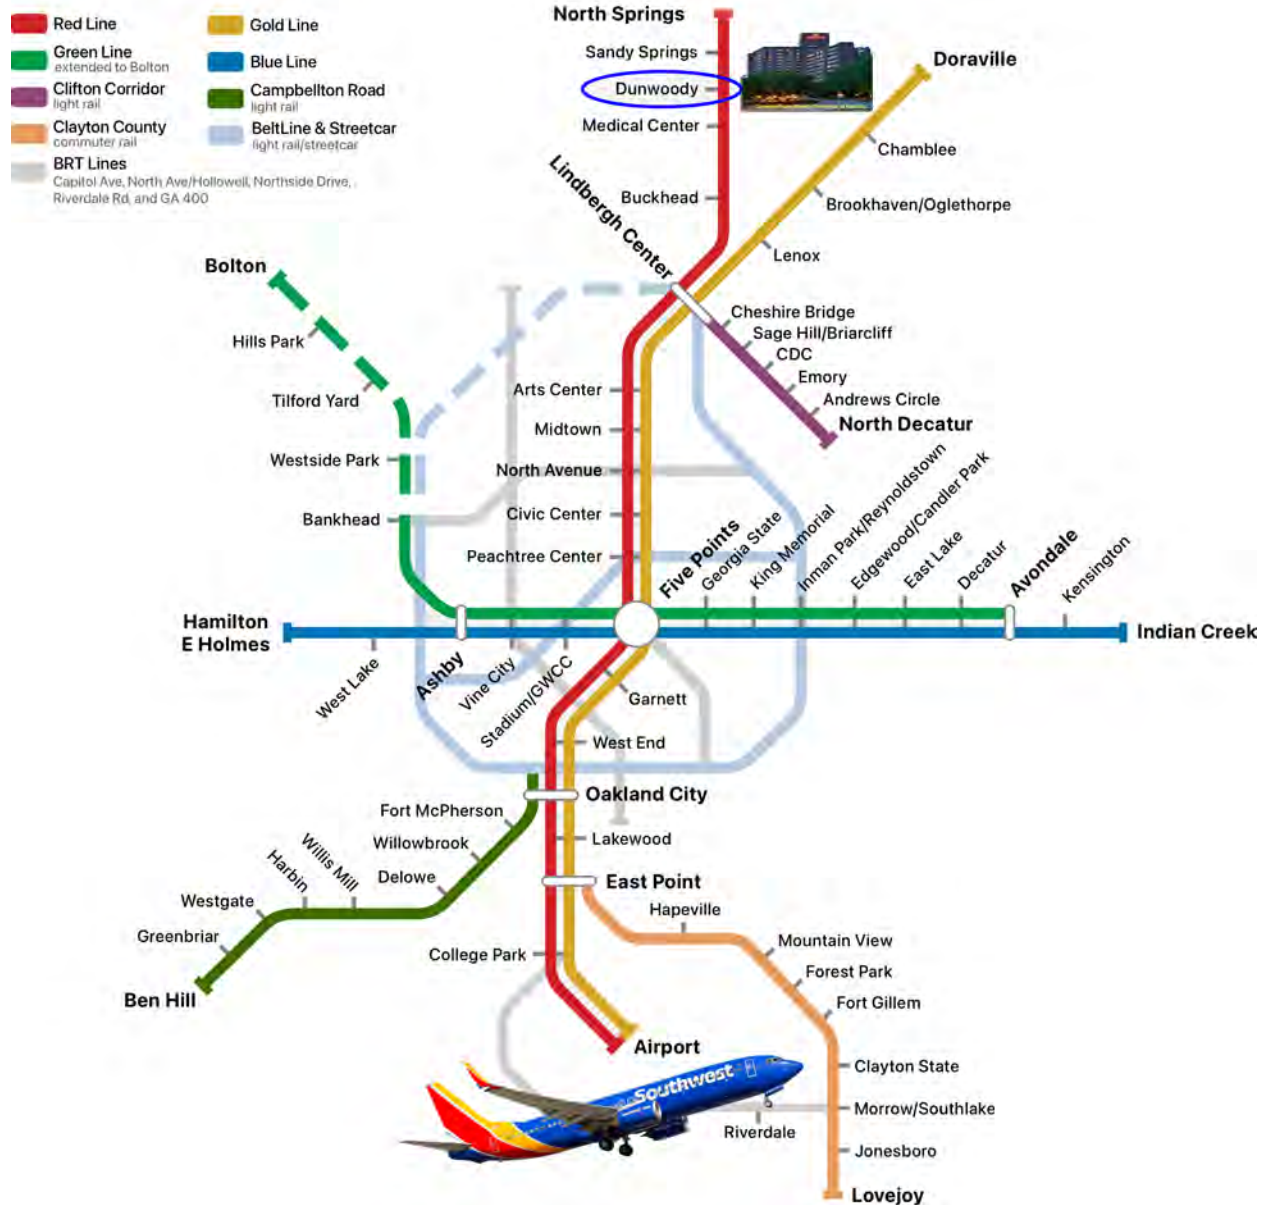 Red Line
Gold Line
Green Line
extended to Bolton
Blue Line
Clifton Corridor
light rail
Campbellton Road
light rail
Clayton County
commuter rail
BeltLine & Streetcar
light rail/streetcar
BRT Lines
Capitol Ave, North Ave/Hollowell, Northside Drive,
Riverdale Rd, and GA 400
North Springs
Sandy Springs
Dunwoody
Medical Center
Buckhead
Lindbergh Center
Doraville
Chamblee
Brookhaven/Oglethorpe
Lenox
Cheshire Bridge
Sage Hill/Briarcliff
CDC
Emory
Andrews Circle
North Decatur
Bolton
Hills Park
Tilford Yard
Westside Park
Bankhead
Arts Center
Midtown
North Avenue
Civic Center
Peachtree Center
Five Points
Georgia State
King Memorial
Inman Park/Reynoldstown
Edgewood/Candler Park
East Lake
Decatur
Avondale
Kensington
Indian Creek
Hamilton
E Holmes
West Lake
Ashby
Vine City
Stadium/GWCC
Garnett
West End
Oakland City
Fort McPherson
Willowbrook
Delowe
Willis Mill
Harbin
Westgate
Greenbriar
Ben Hill
Lakewood
East Point
College Park
Airport
Hapeville
Mountain View
Forest Park
Fort Gillem
Clayton State
Morrow/Southlake
Riverdale
Jonesboro
Lovejoy
Southwest